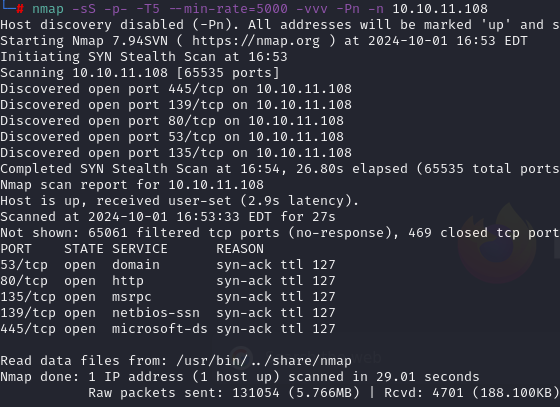 └─# nmap -sS -p- -T5 --min-rate=5000 -vvv -Pn -n 10.10.11.108
Host discovery disabled (-Pn). All addresses will be marked 'up' and s
Starting Nmap 7.94SVN ( https://nmap.org ) at 2024-10-01 16:53 EDT
Initiating SYN Stealth Scan at 16:53
Scanning 10.10.11.108 [65535 ports]
Discovered open port 445/tcp on 10.10.11.108
Discovered open port 139/tcp on 10.10.11.108
Discovered open port 80/tcp on 10.10.11.108
Discovered open port 53/tcp on 10.10.11.108
Discovered open port 135/tcp on 10.10.11.108
Completed SYN Stealth Scan at 16:54, 26.80s elapsed (65535 total ports
Nmap scan report for 10.10.11.108
Host is up, received user-set (2.9s latency).
Scanned at 2024-10-01 16:53:33 EDT for 27s
Not shown: 65061 filtered tcp ports (no-response), 469 closed tcp port
PORT    STATE SERVICE      REASON
53/tcp  open  domain       syn-ack ttl 127
80/tcp  open  http         syn-ack ttl 127
135/tcp open  msrpc        syn-ack ttl 127
139/tcp open  netbios-ssn  syn-ack ttl 127
445/tcp open  microsoft-ds syn-ack ttl 127

Read data files from: /usr/bin/../share/nmap
Nmap done: 1 IP address (1 host up) scanned in 29.01 seconds
           Raw packets sent: 131054 (5.766MB) | Rcvd: 4701 (188.100KB)